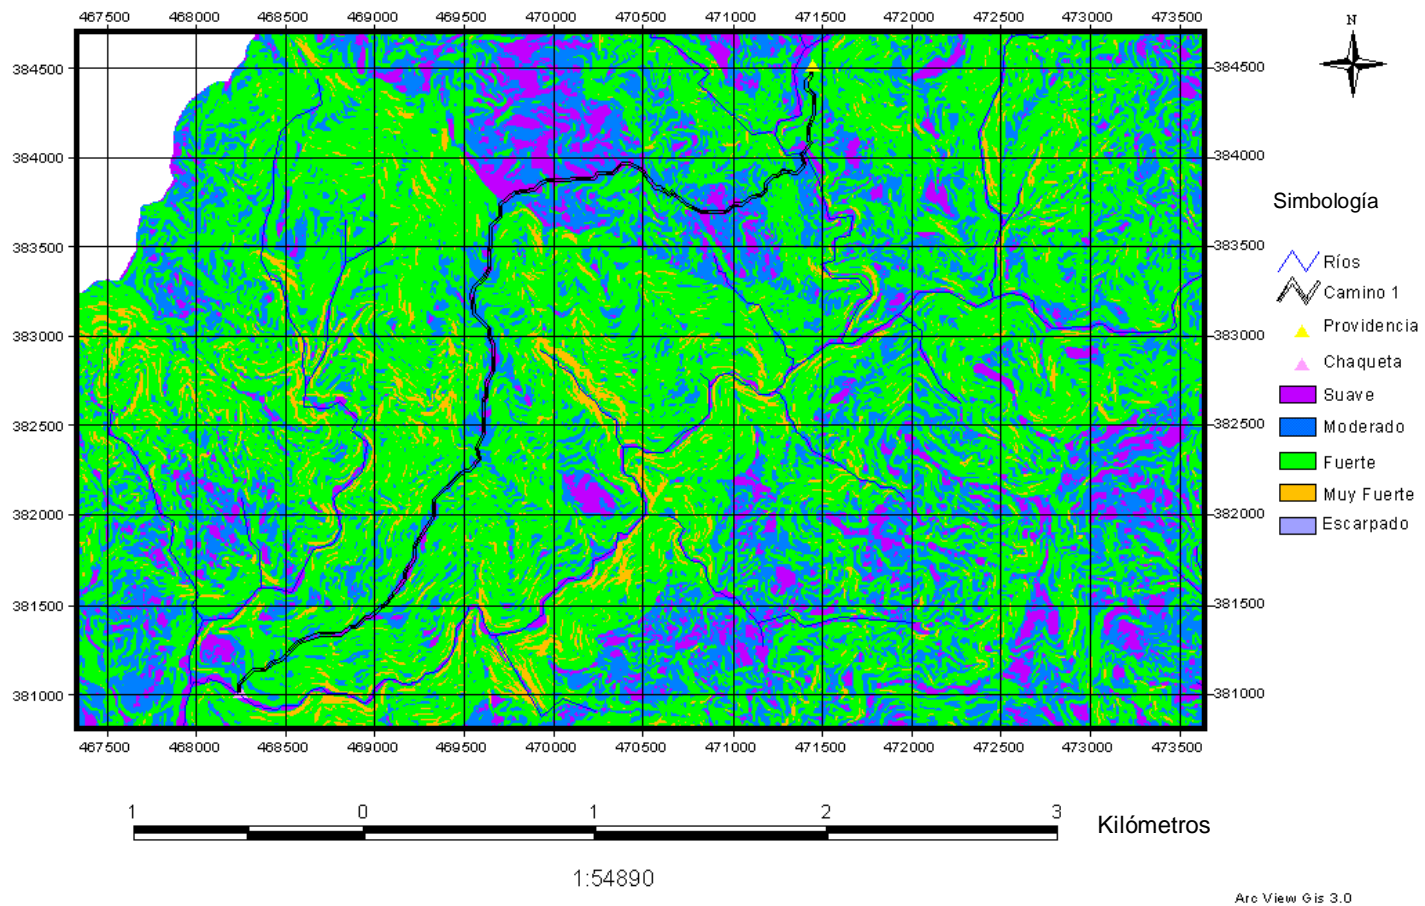 467500 468000 468500 469000 469500 470000 470500 471000 471500 472000 472500 473000 473500
N
384500 384500
384000 384000
383500 383500
383000 383000
382500 382500
382000 382000
381500 381500
381000 381000
467500 468000 468500 469000 469500 470000 470500 471000 471500 472000 472500 473000 473500
Simbología
Ríos
Camino 1
Providencia
Chaqueta
Suave
Moderado
Fuerte
Muy Fuerte
Escarpado
1 0 1 2 3 Kilómetros
1:54890
Arc View Gis 3.0